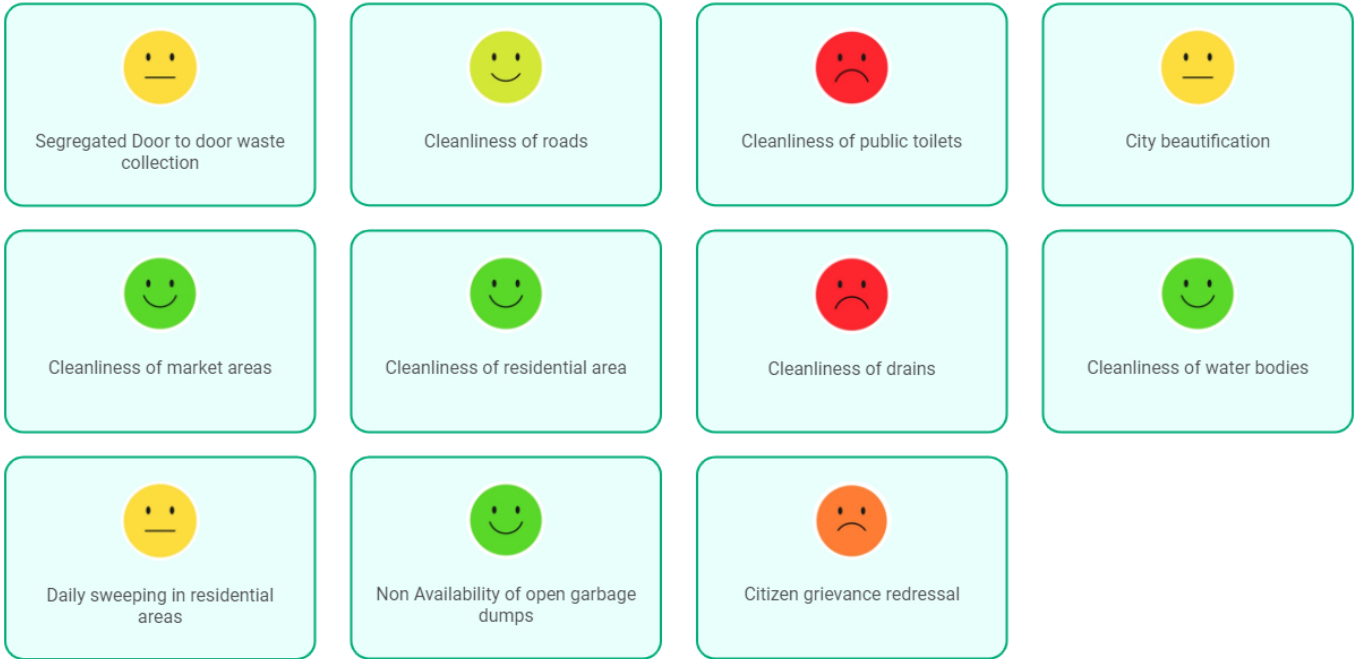 Segregated Door to door waste
collection
Cleanliness of roads
Cleanliness of public toilets
City beautification
Cleanliness of market areas
Cleanliness of residential area
Cleanliness of drains
Cleanliness of water bodies
Daily sweeping in residential
areas
Non Availability of open garbage
dumps
Citizen grievance redressal